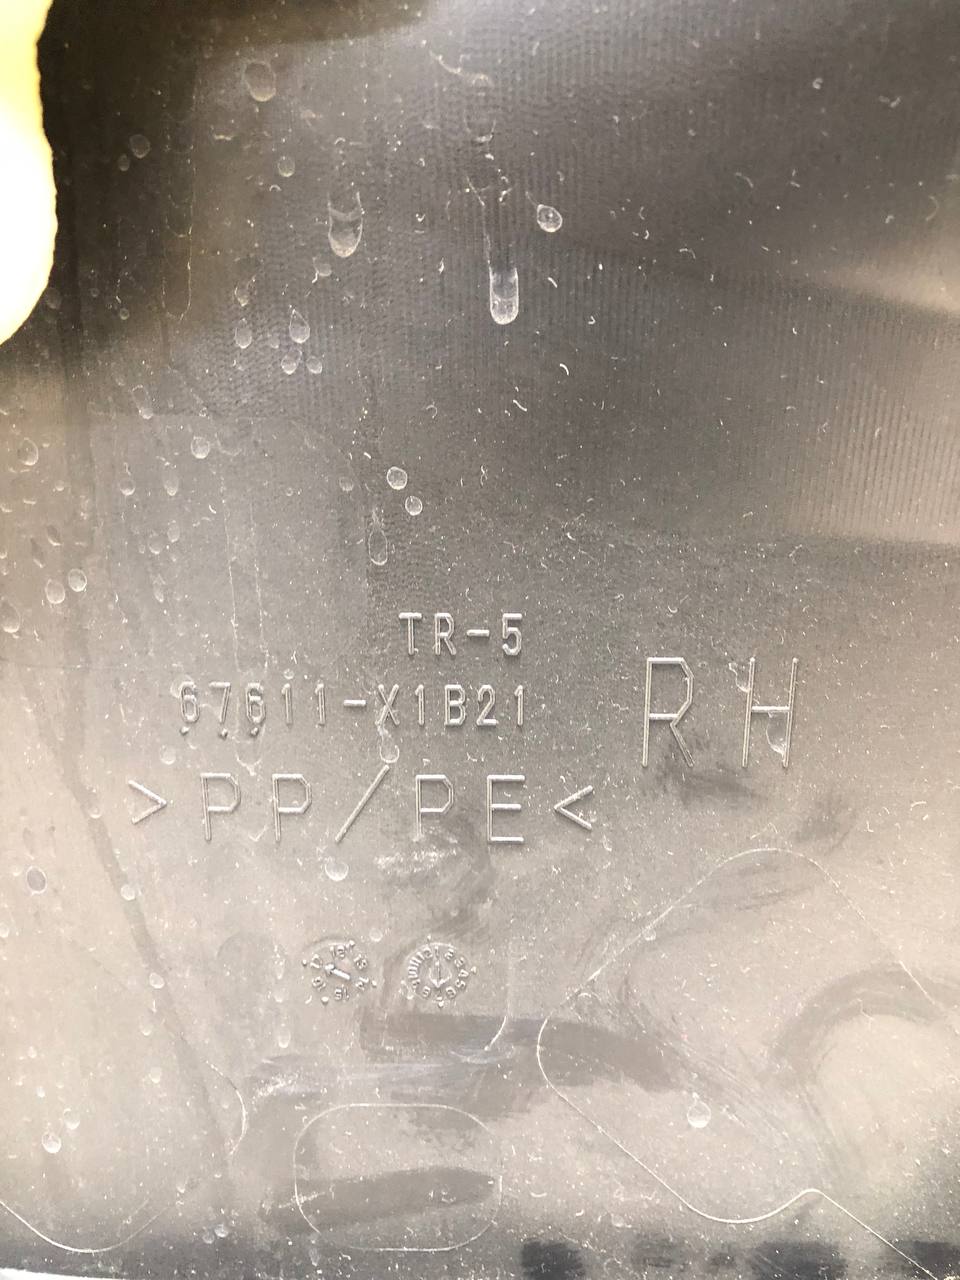 TR-5
67611-X1B21
RH
>PP/PE<